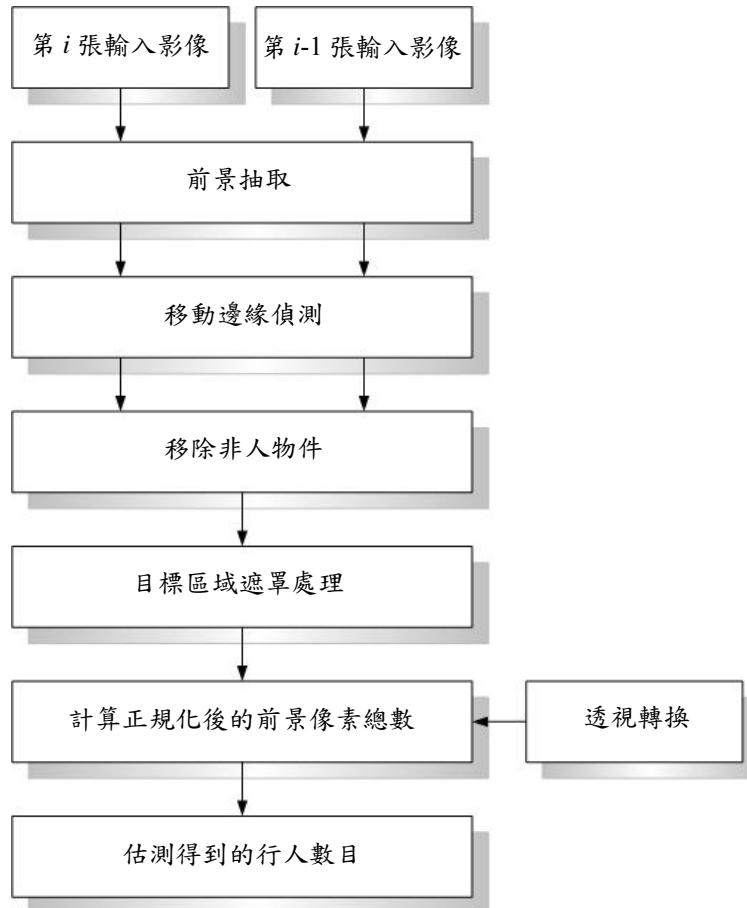 第 i 張輸入影像
第 i-1 張輸入影像
前景抽取
移動邊緣偵測
移除非人物件
目標區域遮罩處理
計算正規化後的前景像素總數
透視轉換
估測得到的行人數目